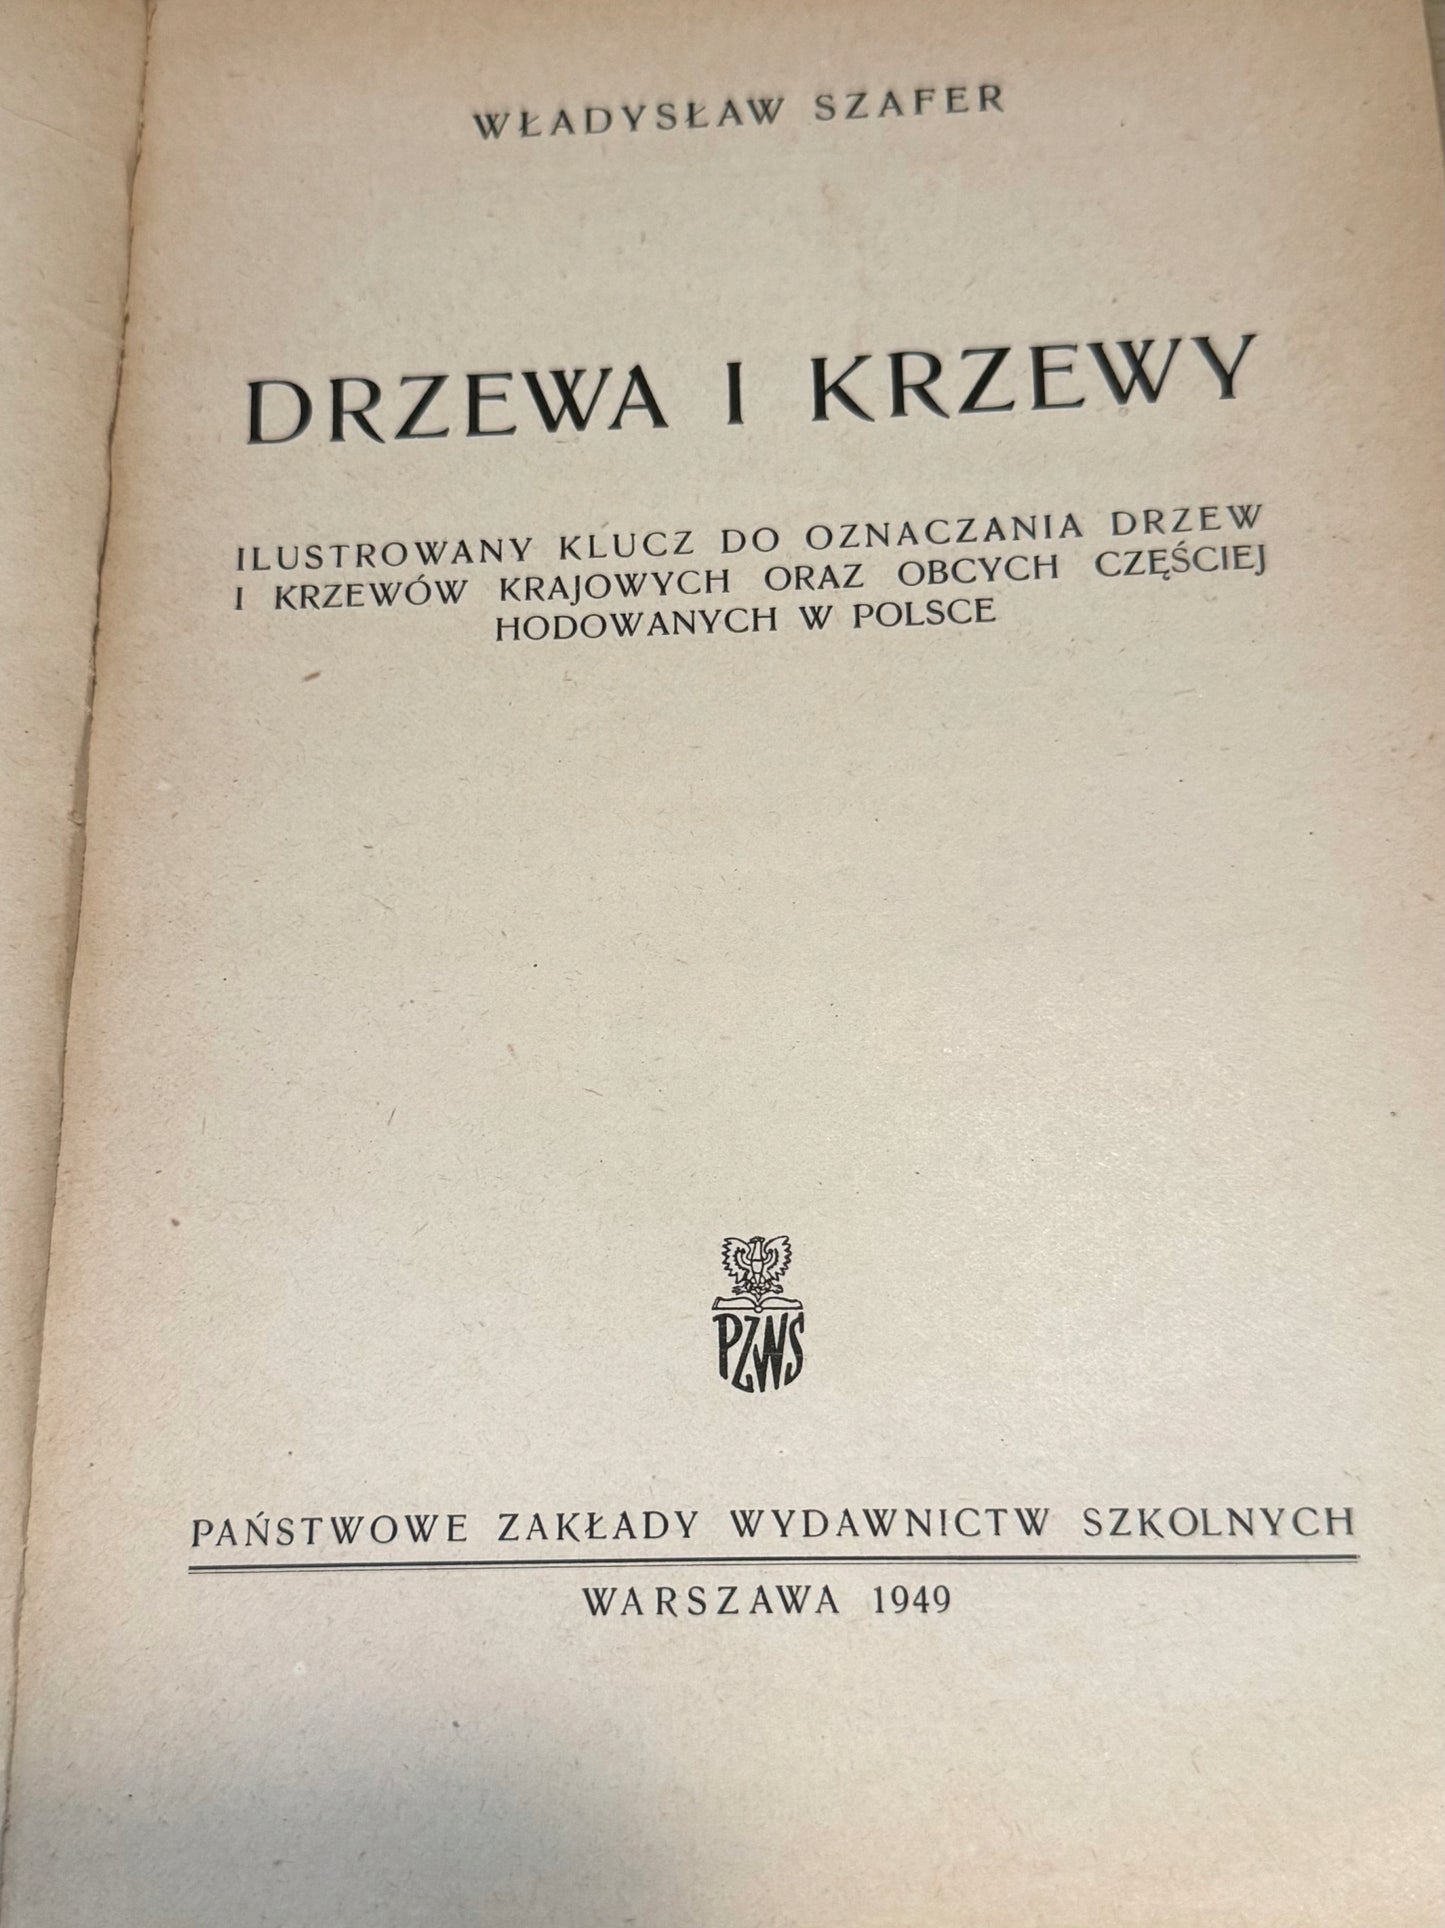 WŁADYSŁAW SZAFER
DRZEWA I KRZEWY
ILUSTROWANY KLUCZ DO OZNACZANIA DRZEW
I KRZEWÓW KRAJOWYCH ORAZ OBCYCH CZĘŚCIEJ
HODOWANYCH W POLSCE
PZWS
PAŃSTWOWE ZAKŁADY WYDAWNICTW SZKOLNYCH
WARSZAWA 1949